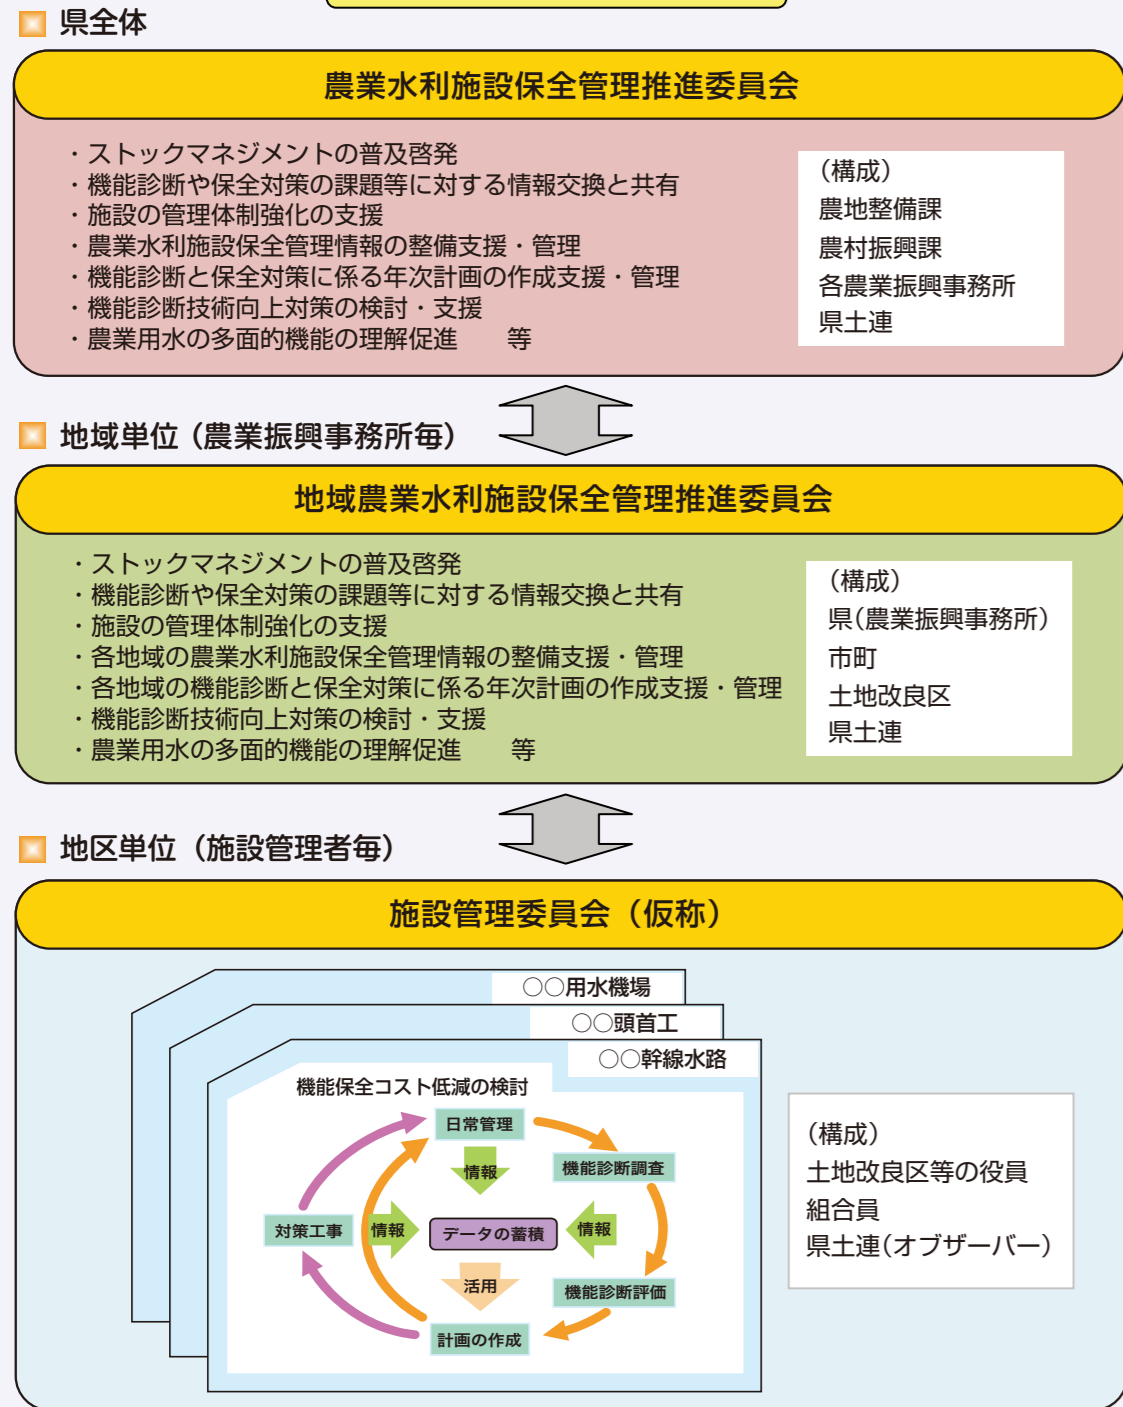 県全体
農業水利施設保全管理推進委員会
・ストックマネジメントの普及啓発
・機能診断や保全対策の課題等に対する情報交換と共有
・施設の管理体制強化の支援
・農業水利施設保全管理情報の整備支援・管理
・機能診断と保全対策に係る年次計画の作成支援・管理
・機能診断技術向上対策の検討・支援
・農業用水の多面的機能の理解促進　　等
（構成）
農地整備課
農村振興課
各農業振興事務所
県土連
地域単位（農業振興事務所毎）
地域農業水利施設保全管理推進委員会
・ストックマネジメントの普及啓発
・機能診断や保全対策の課題等に対する情報交換と共有
・施設の管理体制強化の支援
・各地域の農業水利施設保全管理情報の整備支援・管理
・各地域の機能診断と保全対策に係る年次計画の作成支援・管理
・機能診断技術向上対策の検討・支援
・農業用水の多面的機能の理解促進　　等
（構成）
県（農業振興事務所）
市町
土地改良区
県土連
地区単位（施設管理者毎）
施設管理委員会（仮称）
○○用水機場
○○頭首工
○○幹線水路
機能保全コスト低減の検討
日常管理
情報
機能診断調査
対策工事
情報
データの蓄積
情報
活用
機能診断評価
計画の作成
（構成）
土地改良区等の役員
組合員
県土連（オブザーバー）